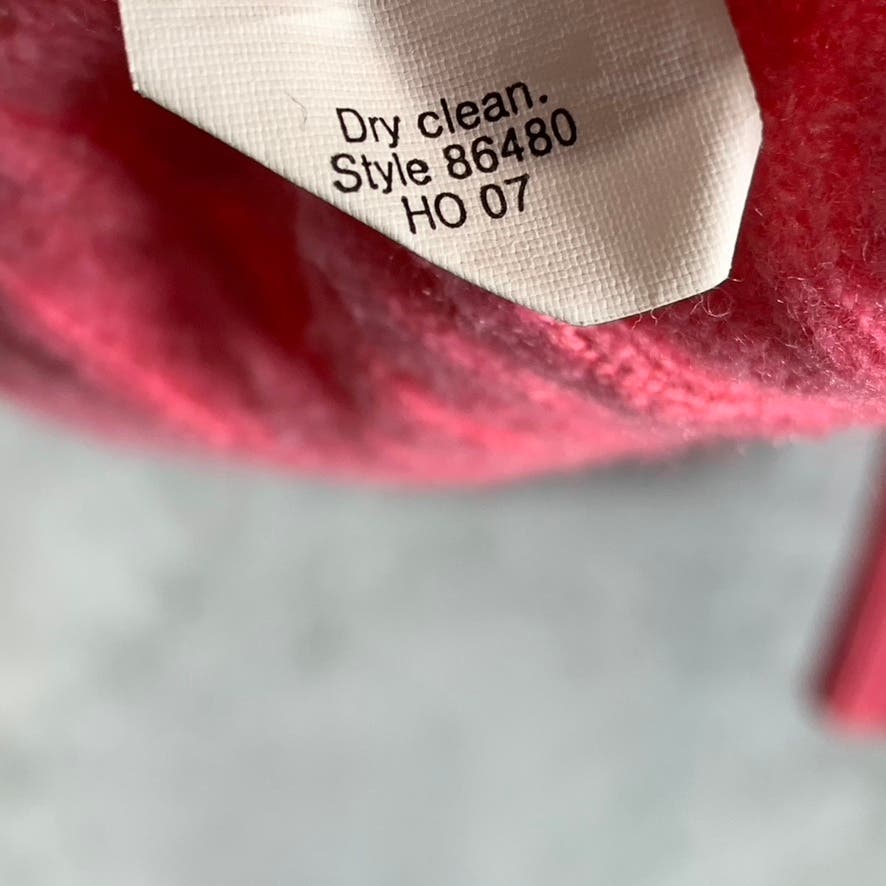 Dry clean.
Style 86480
HO 07